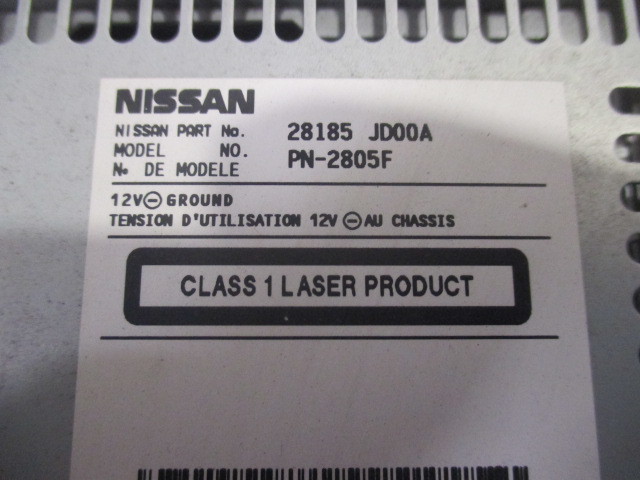 NISSAN
NISSAN PART No. 28185 JD00A
MODEL NO. PN-2805F
No DE MODELE
12V⊖GROUND
TENSION D'UTILISATION 12V ⊖AU CHASSIS
CLASS 1 LASER PRODUCT